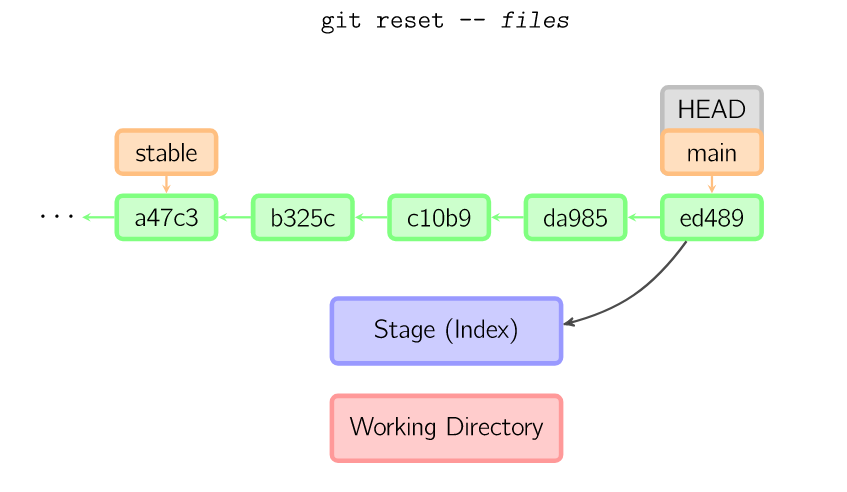 git reset -- files
HEAD
stable
main
... a47c3 b325c c10b9 da985 ed489
Stage (Index)
Working Directory